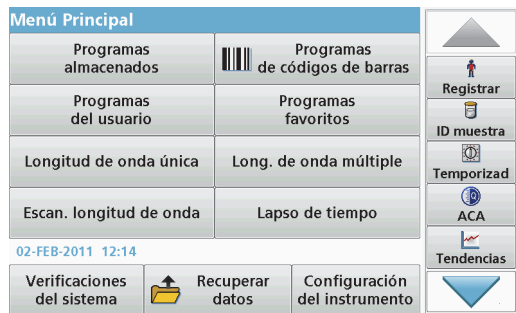 Menú Principal
Programas
almacenados
Programas
de códigos de barras
Programas
del usuario
Programas
favoritos
Longitud de onda única
Long. de onda múltiple
Escan. longitud de onda
Lapso de tiempo
02-FEB-2011 12:14
Verificaciones
del sistema
Recuperar
datos
Configuración
del instrumento
Registrar
ID muestra
Temporizad
ACA
Tendencias